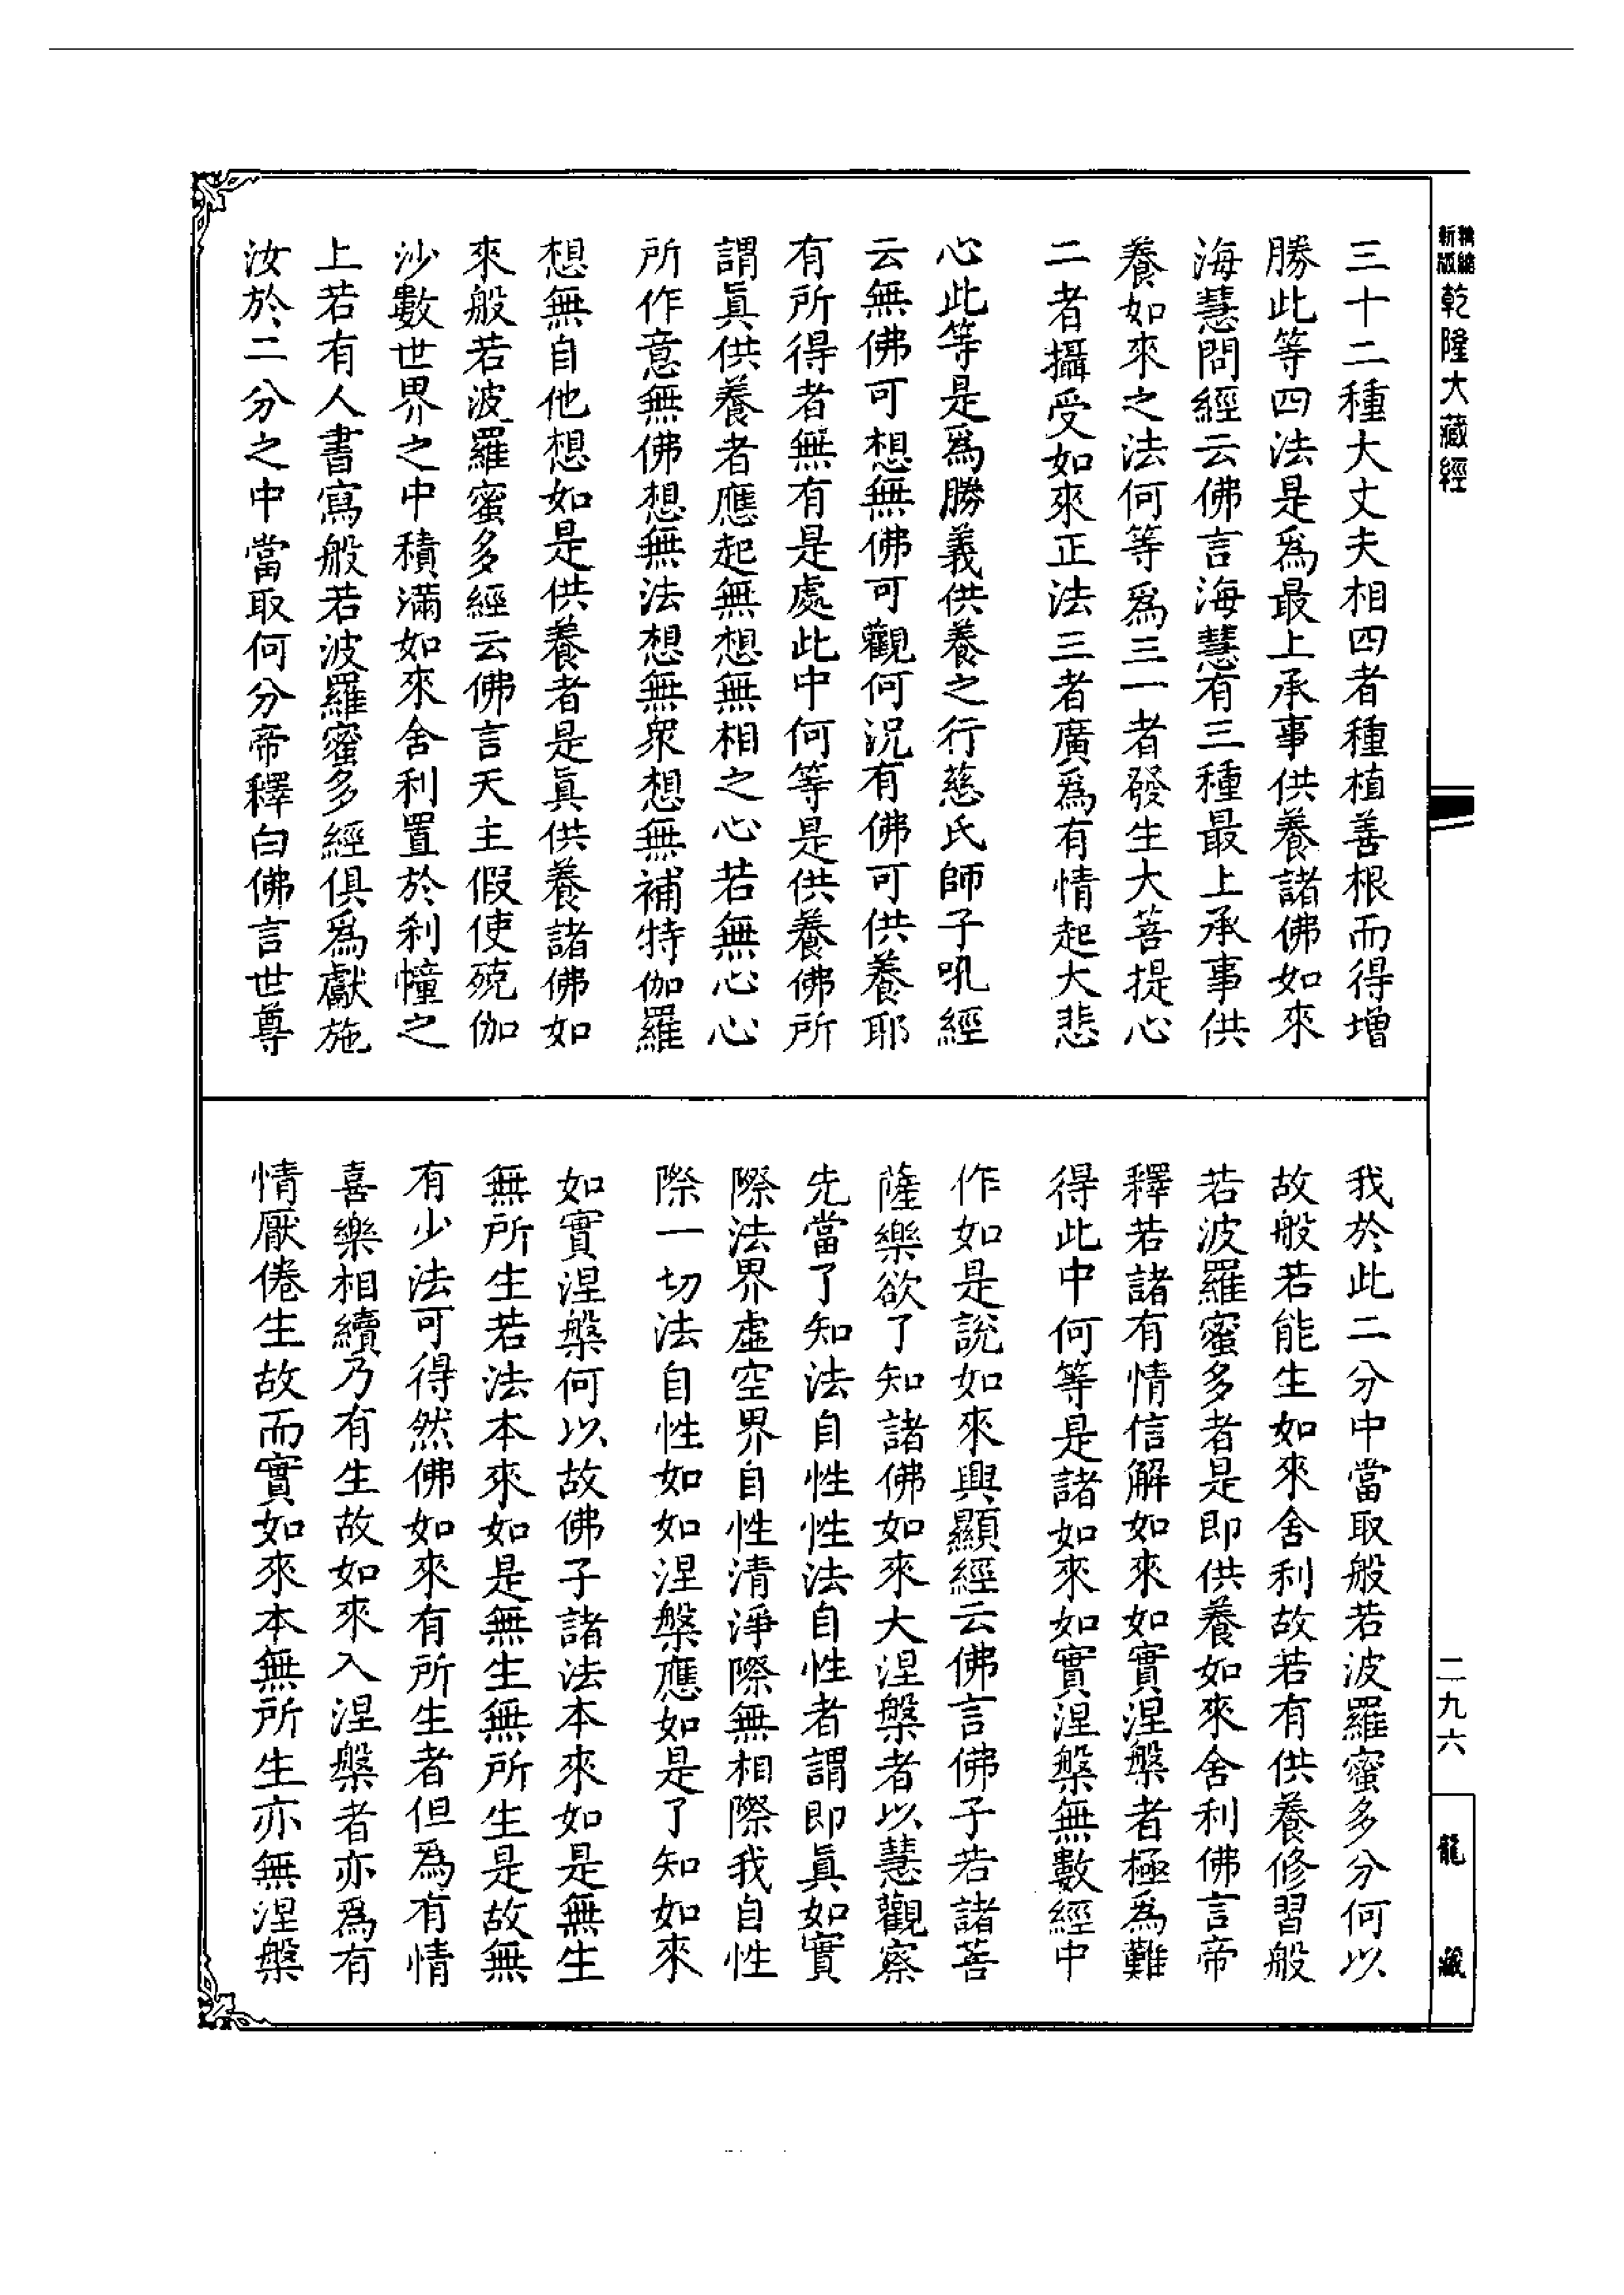 精縮新版乾隆大藏經
三十二種大丈夫相四者種植善根而得增
勝此等四法是爲最上承事供養諸佛如來
海慧問經云佛言海慧有三種最上承事供
養如來之法何等爲三一者發生大菩提心
二者攝受如來正法三者廣爲有情起大悲
心此等是爲勝義供養之行慈氏師子吼經
云無佛可想無佛可觀何況有佛可供養耶
有所得者無有是處此中何等是供養佛所
謂眞供養者應起無想無相之心若無心心
所作意無佛想無法想無衆想無補特伽羅
想無自他想如是供養者是眞供養諸佛如
來般若波羅蜜多經云佛言天主假使殑伽
沙數世界之中積滿如來舍利置於刹幢之
上若有人書寫般若波羅蜜多經俱爲獻施
汝於二分之中當取何分帝釋白佛言世尊
我於此二分中當取般若波羅蜜多分何以
故般若能生如來舍利故若有供養修習般
若波羅蜜多者是即供養如來舍利佛言帝
釋若諸有情信解如來如實涅槃者極爲難
得此中何等是諸如來如實涅槃無數經中
作如是說如來興顯經云佛言佛子若諸菩
薩樂欲了知諸佛如來大涅槃者以慧觀察
先當了知法自性性法自性者謂即眞如實
際法界虛空界自性清淨際無相際我自性
際一切法自性如如涅槃應如是了知如來
如實涅槃何以故佛子諸法本來如是無生
無所生若法本來如是無生無所生是故無
有少法可得然佛如來有所生者但爲有情
喜樂相續乃有生故如來入涅槃者亦爲有
情厭倦生故而實如來本無所生亦無涅槃
二九六
龍藏